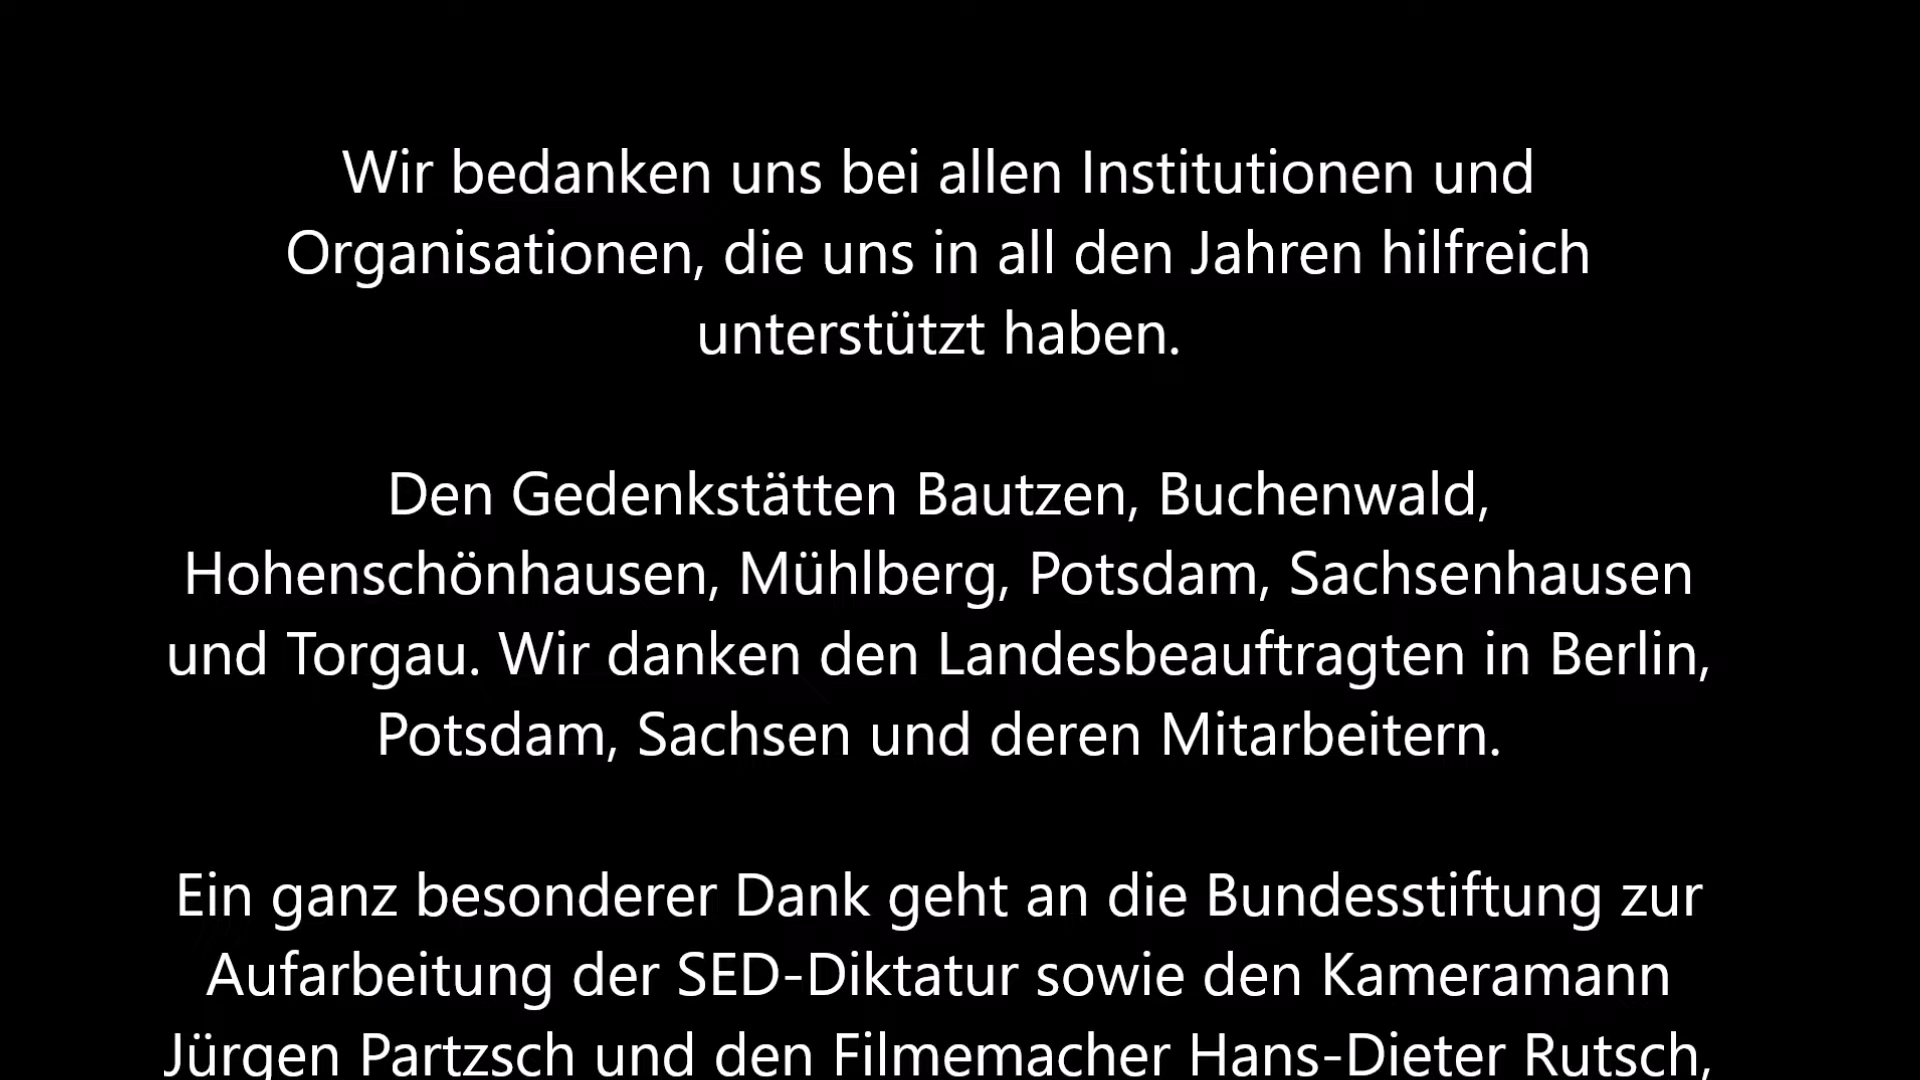 Wir bedanken uns bei allen Institutionen und
Organisationen, die uns in all den Jahren hilfreich
unterstützt haben.
Den Gedenkstätten Bautzen, Buchenwald,
Hohenschönhausen, Mühlberg, Potsdam, Sachsenhausen
und Torgau. Wir danken den Landesbeauftragten in Berlin,
Potsdam, Sachsen und deren Mitarbeitern.
Ein ganz besonderer Dank geht an die Bundesstiftung zur
Aufarbeitung der SED-Diktatur sowie den Kameramann
Jürgen Partzsch und den Filmemacher Hans-Dieter Rutsch,